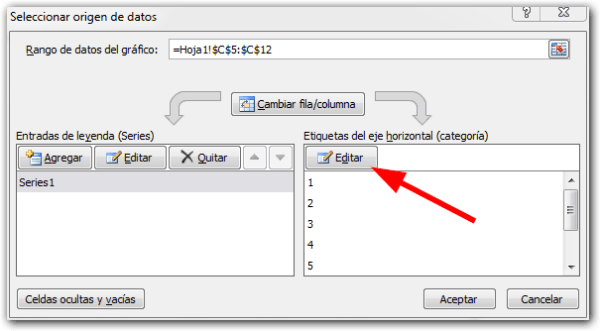 Seleccionar origen de datos
Rango de datos del gráfico: =Hoja1!$C$5:$C$12
Cambiar fila/columna
Entradas de leyenda (Series)
Agregar Editar Quitar
Series1
Etiquetas del eje horizontal (categoría)
Editar
1
2
3
4
5
Celdas ocultas y vacías
Aceptar Cancelar